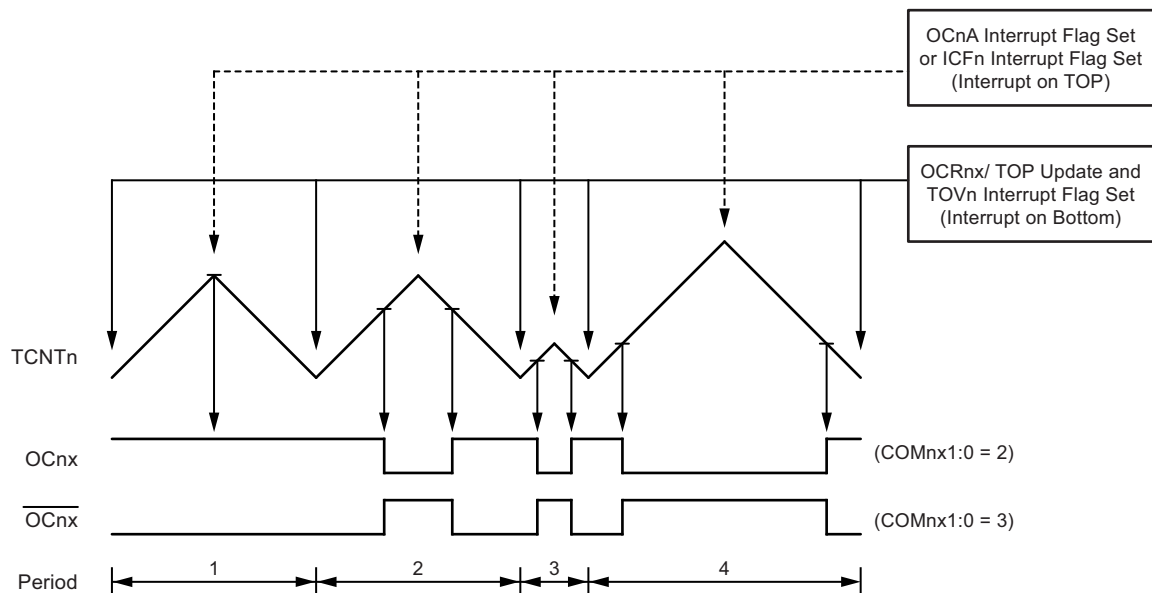 OCnA Interrupt Flag Set
or ICFn Interrupt Flag Set
(Interrupt on TOP)
OCRnx/ TOP Update and
TOVn Interrupt Flag Set
(Interrupt on Bottom)
TCNTn
OCnx
(COMnx1:0 = 2)
OCnx
(COMnx1:0 = 3)
Period
1
2
3
4